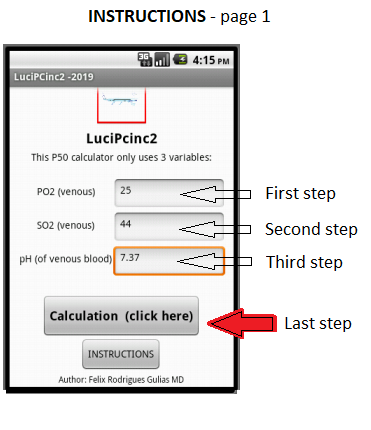 INSTRUCTIONS - page 1
3G
4:15 PM
LuciPCinc2 -2019
LuciPcinc2
This P50 calculator only uses 3 variables:
PO2 (venous) 25 First step
SO2 (venous) 44 Second step
pH (of venous blood) 7.37 Third step
Calculation (click here) Last step
INSTRUCTIONS
Author: Felix Rodrigues Gulias MD